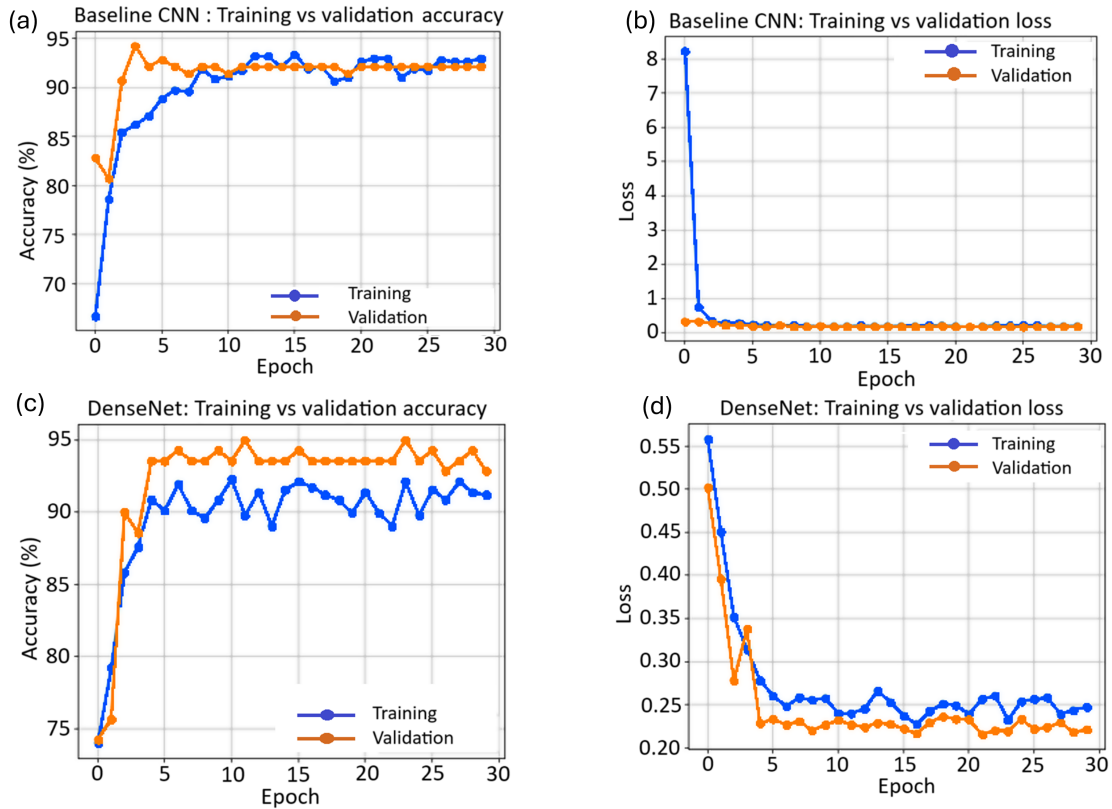 (a)
Baseline CNN : Training vs validation accuracy
95
90
85
80
75
70
Accuracy (%)
Training
Validation
0 5 10 15 20 25 30
Epoch
(b)
Baseline CNN: Training vs validation loss
8
7
6
5
4
3
2
1
0
Loss
Training
Validation
0 5 10 15 20 25 30
Epoch
(c)
DenseNet: Training vs validation accuracy
95
90
85
80
75
Accuracy (%)
Training
Validation
0 5 10 15 20 25 30
Epoch
(d)
DenseNet: Training vs validation loss
0.55
0.50
0.45
0.40
0.35
0.30
0.25
0.20
Loss
Training
Validation
0 5 10 15 20 25 30
Epoch